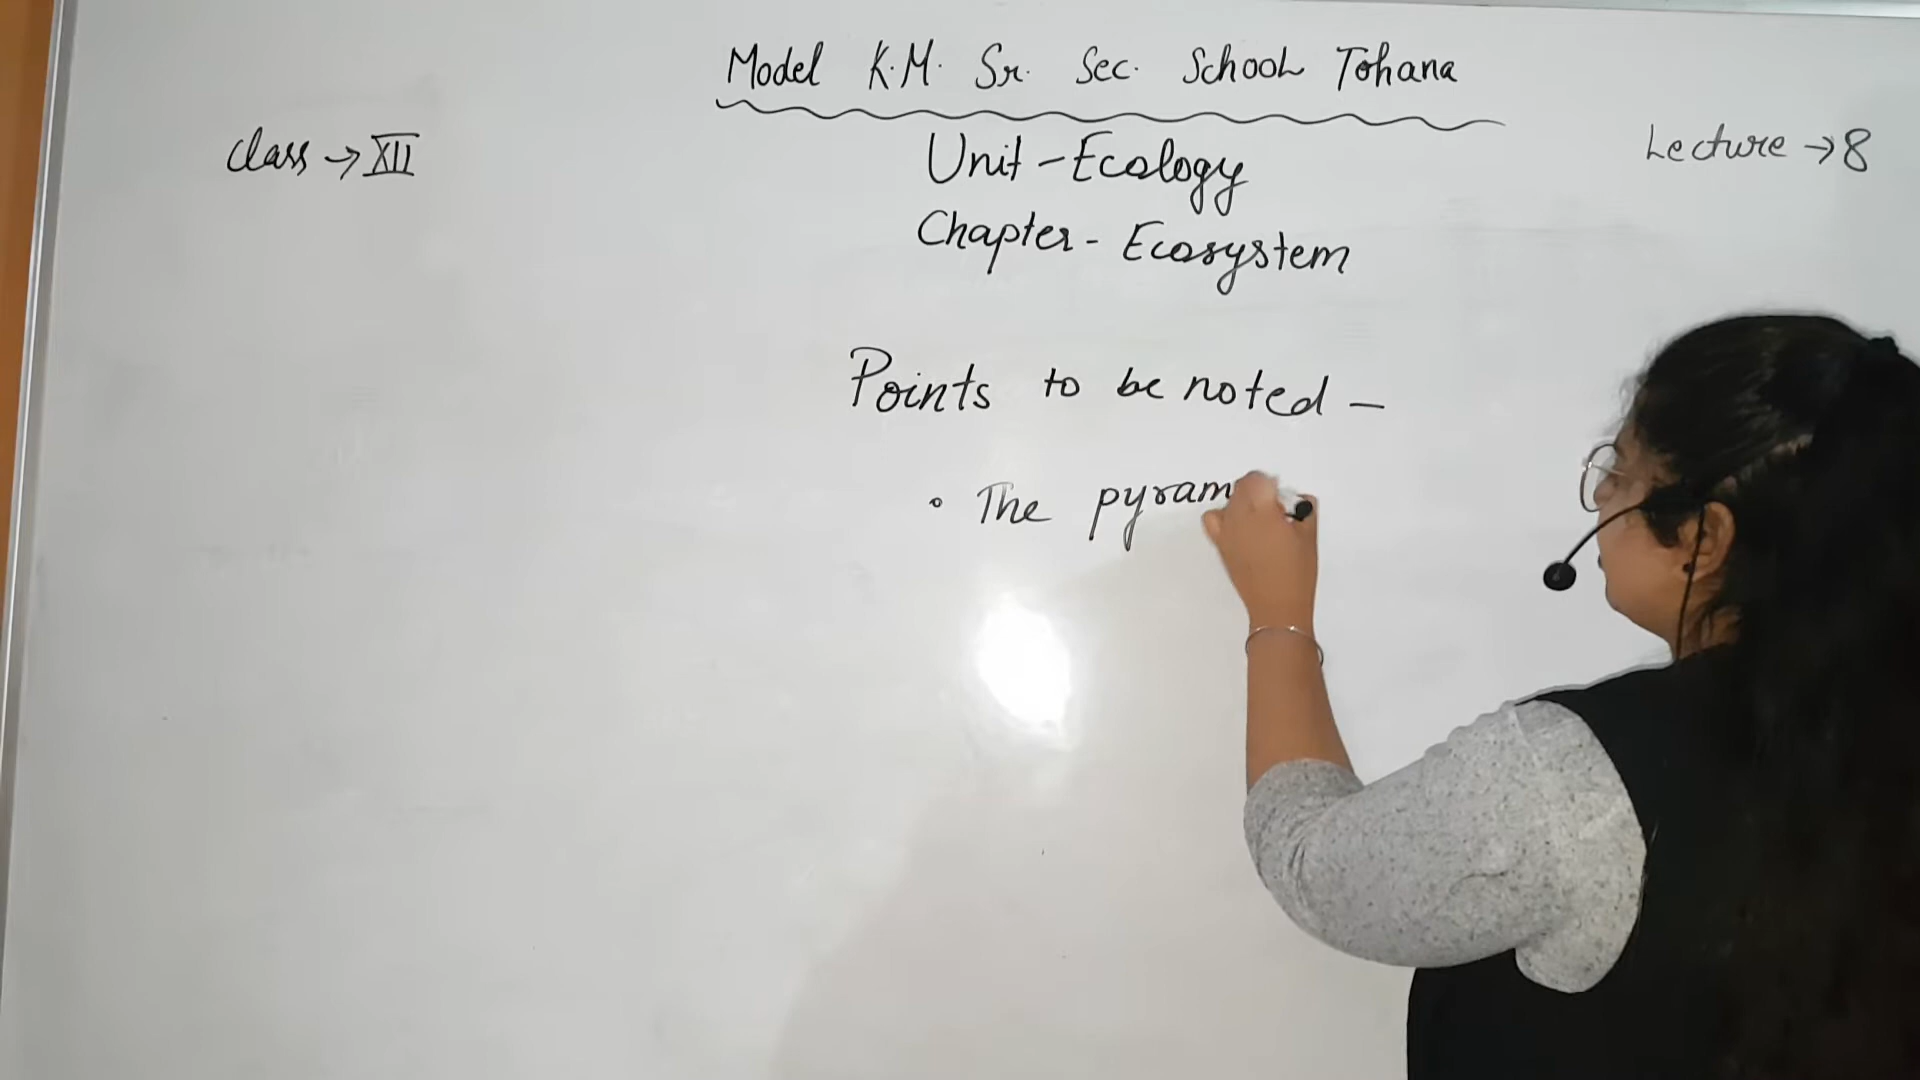 Model K.M. Sr. Sec. School Tohana
Class → XII
Unit - Ecology
Lecture → 8
Chapter - Ecosystem
Points to be noted -
• The pyram